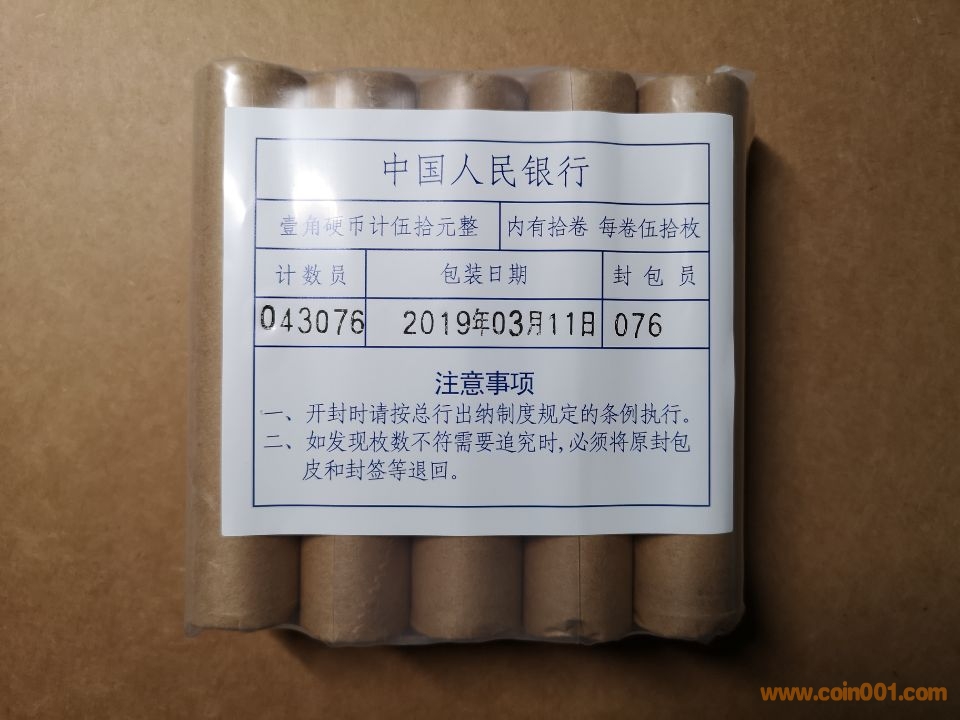 中国人民银行
壹角硬币计伍拾元整 内有拾卷 每卷伍拾枚
计数员 包装日期 封包员
043076 2019年03月11日 076
注意事项
一、开封时请按总行出纳制度规定的条例执行。
二、如发现枚数不符需要追究时,必须将原封包
皮和封签等退回。
www.coin001.com